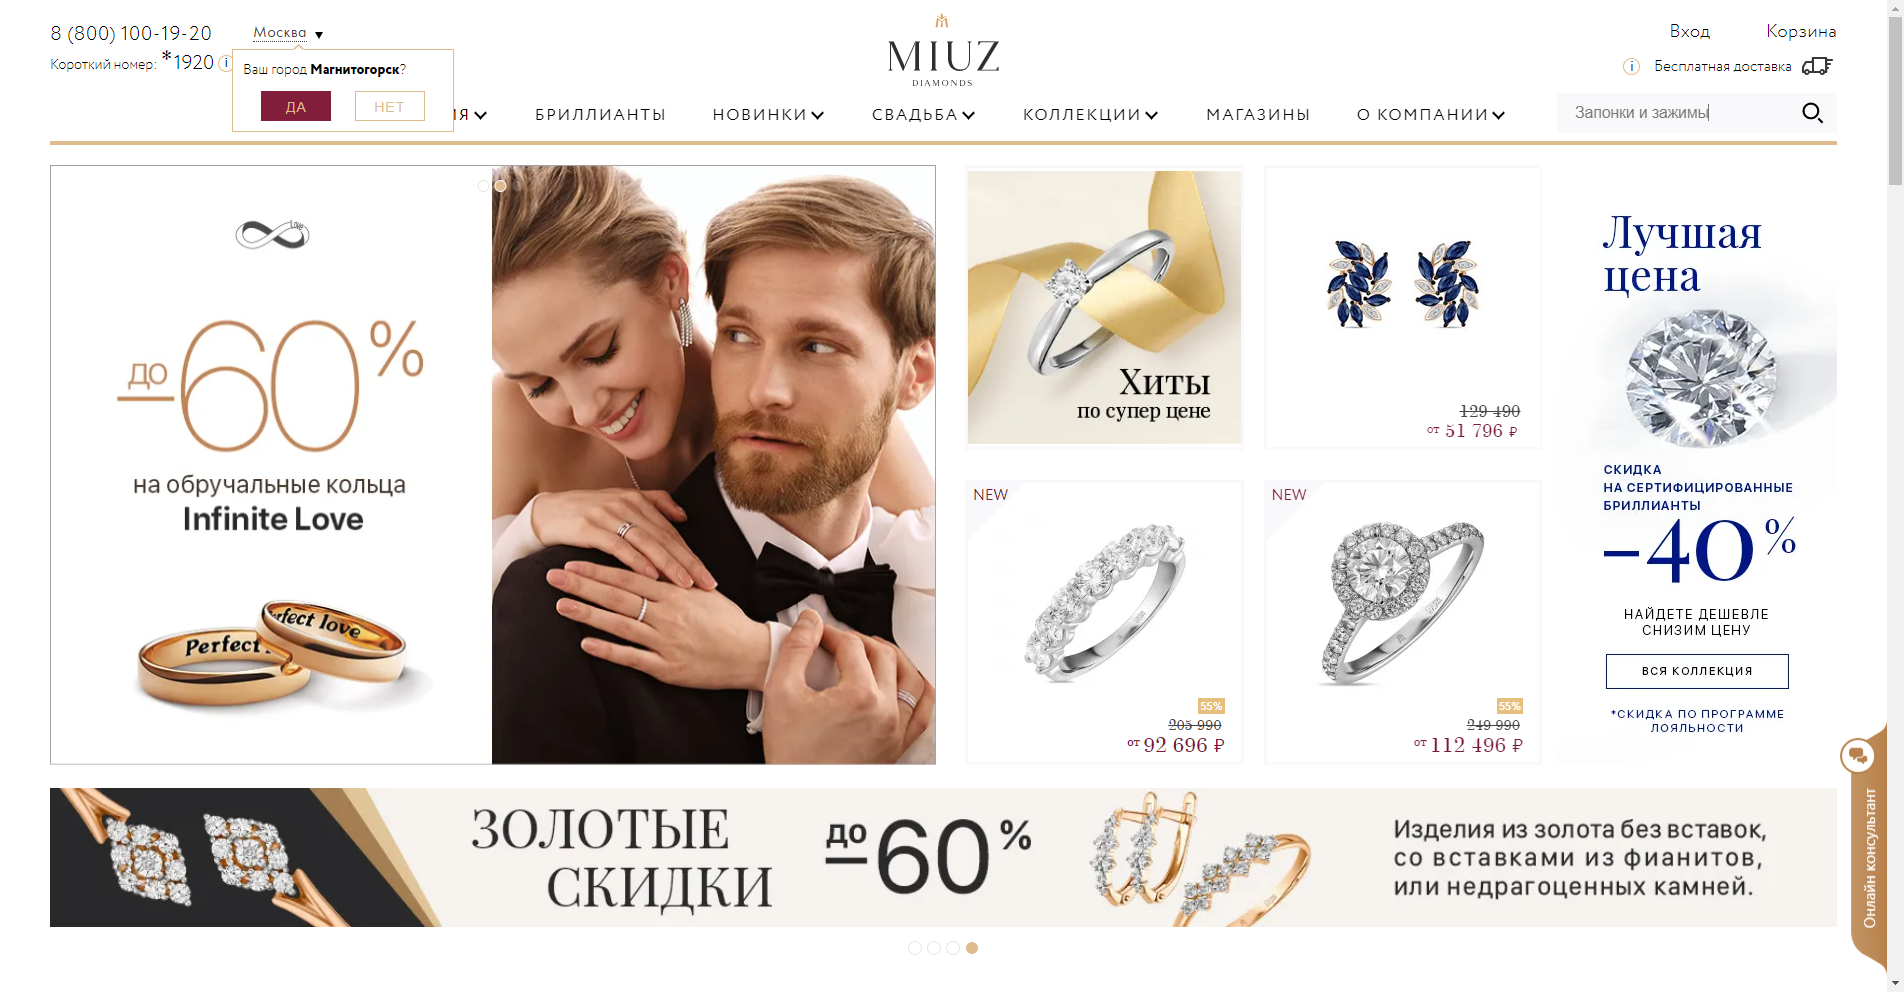 8 (800) 100-19-20
Москва
Короткий номер: *1920
Ваш город Магнитогорск?
ДА
НЕТ
MIUZ
DIAMONDS
Вход
Корзина
Бесплатная доставка
БРИЛЛИАНТЫ
НОВИНКИ
СВАДЬБА
КОЛЛЕКЦИИ
МАГАЗИНЫ
О КОМПАНИИ
Запонки и зажимы
Love
до
-60%
на обручальные кольца
Infinite Love
Perfect
rfect love
Хиты
по супер цене
129 490
от 51 796 ₽
NEW
55%
205 990
от 92 696 ₽
NEW
55%
249 990
от 112 496 ₽
Лучшая
цена
СКИДКА
НА СЕРТИФИЦИРОВАННЫЕ
БРИЛЛИАНТЫ
-40%
НАЙДЕТЕ ДЕШЕВЛЕ
СНИЗИМ ЦЕНУ
ВСЯ КОЛЛЕКЦИЯ
*СКИДКА ПО ПРОГРАММЕ
ЛОЯЛЬНОСТИ
ЗОЛОТЫЕ
СКИДКИ
до
-60%
Изделия из золота без вставок,
со вставками из фианитов,
или недрагоценных камней.
Онлайн консультант